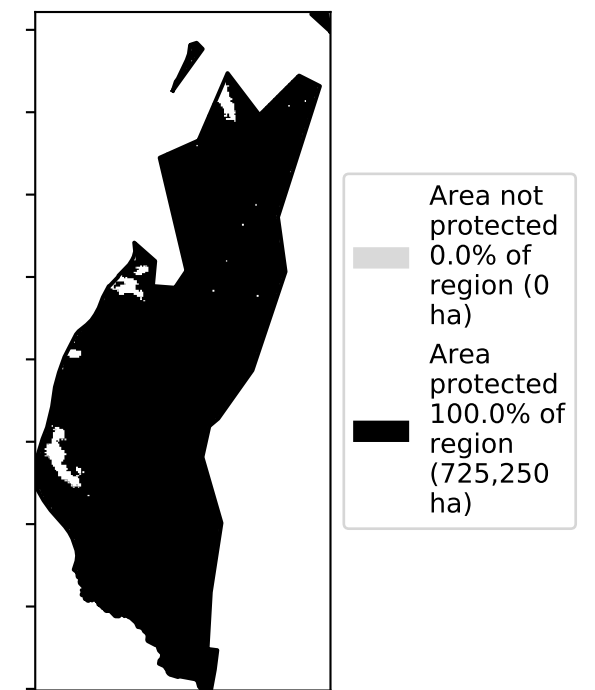 Area not
protected
0.0% of
region (0
ha)
Area
protected
100.0% of
region
(725,250
ha)